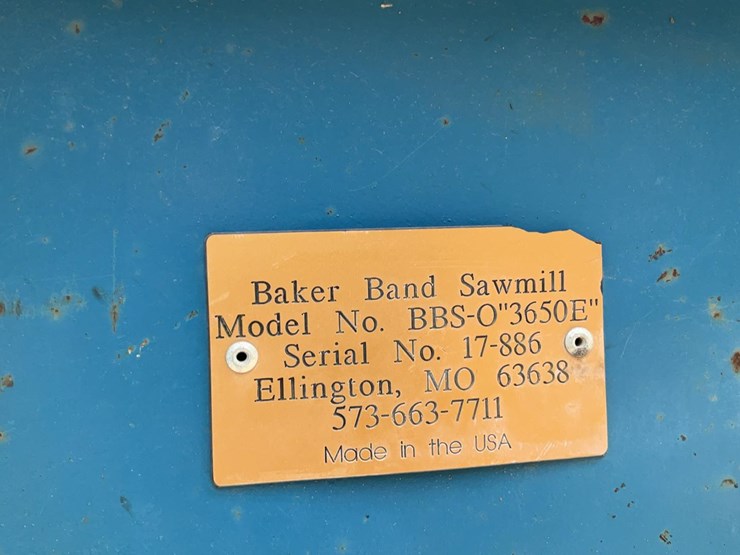 Baker Band Sawmill
Model No. BBS-O"3650E"
Serial No. 17-886
Ellington, MO 63638
573-663-7711
Made in the USA